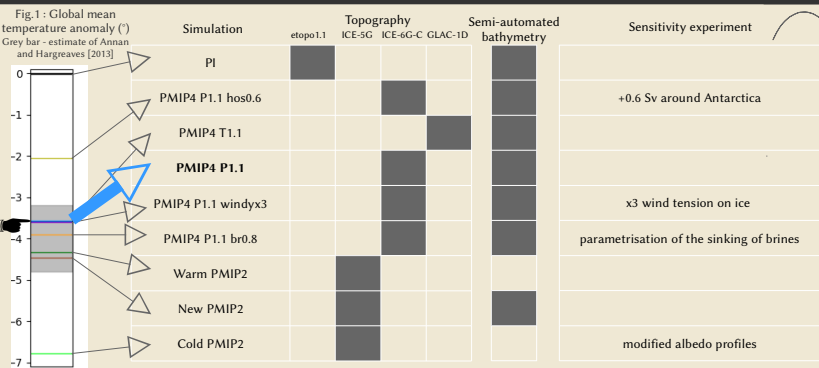 Fig.1 : Global mean
temperature anomaly (°)
Grey bar - estimate of Annan
and Hargreaves [2013]
Simulation
Topography
etopo1.1 ICE-5G ICE-6G-C GLAC-1D
Semi-automated
bathymetry
Sensitivity experiment
0
−1
−2
−3
−4
−5
−6
−7
PI
PMIP4 P1.1 hos0.6 +0.6 Sv around Antarctica
PMIP4 T1.1
PMIP4 P1.1
PMIP4 P1.1 windyx3 x3 wind tension on ice
PMIP4 P1.1 br0.8 parametrisation of the sinking of brines
Warm PMIP2
New PMIP2
Cold PMIP2 modified albedo profiles